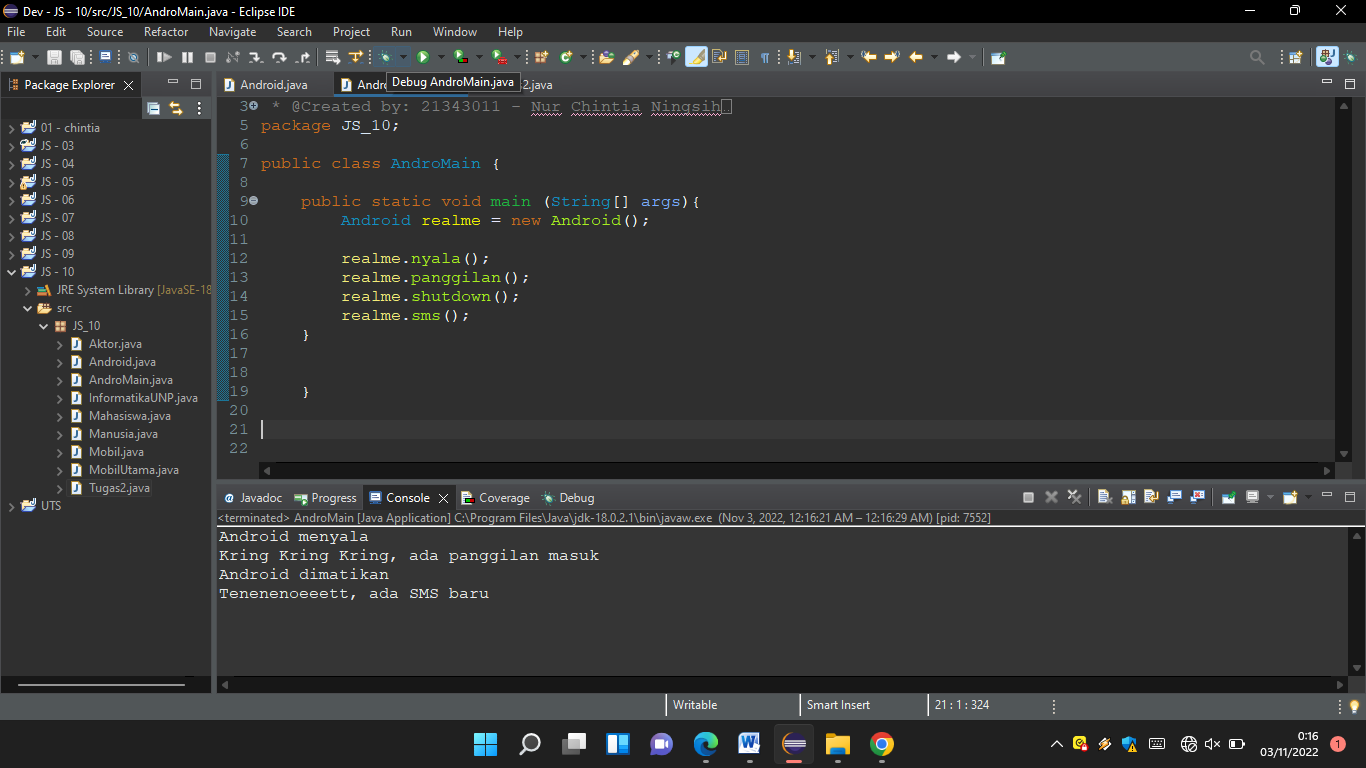 Dev - JS - 10/src/JS_10/AndroMain.java - Eclipse IDE
File Edit Source Refactor Navigate Search Project Run Window Help
Package Explorer
Android.java
Debug AndroMain.java
2.java
01 - chintia
JS - 03
JS - 04
JS - 05
JS - 06
JS - 07
JS - 08
JS - 09
JS - 10
JRE System Library [JavaSE-18
src
JS_10
Aktor.java
Android.java
AndroMain.java
InformatikaUNP.java
Mahasiswa.java
Manusia.java
Mobil.java
MobilUtama.java
Tugas2.java
UTS
3 * @Created by: 21343011 - Nur Chintia Ningsih
5 package JS_10;
6
7 public class AndroMain {
8
9 public static void main (String[] args){
10 Android realme = new Android();
11
12 realme.nyala();
13 realme.panggilan();
14 realme.shutdown();
15 realme.sms();
16 }
17
18
19 }
20
21
22
Javadoc Progress Console Coverage Debug
<terminated> AndroMain [Java Application] C:\Program Files\Java\jdk-18.0.2.1\bin\javaw.exe (Nov 3, 2022, 12:16:21 AM – 12:16:29 AM) [pid: 7552]
Android menyala
Kring Kring Kring, ada panggilan masuk
Android dimatikan
Tenenenoeeett, ada SMS baru
Writable Smart Insert 21 : 1 : 324
0:16
03/11/2022
1